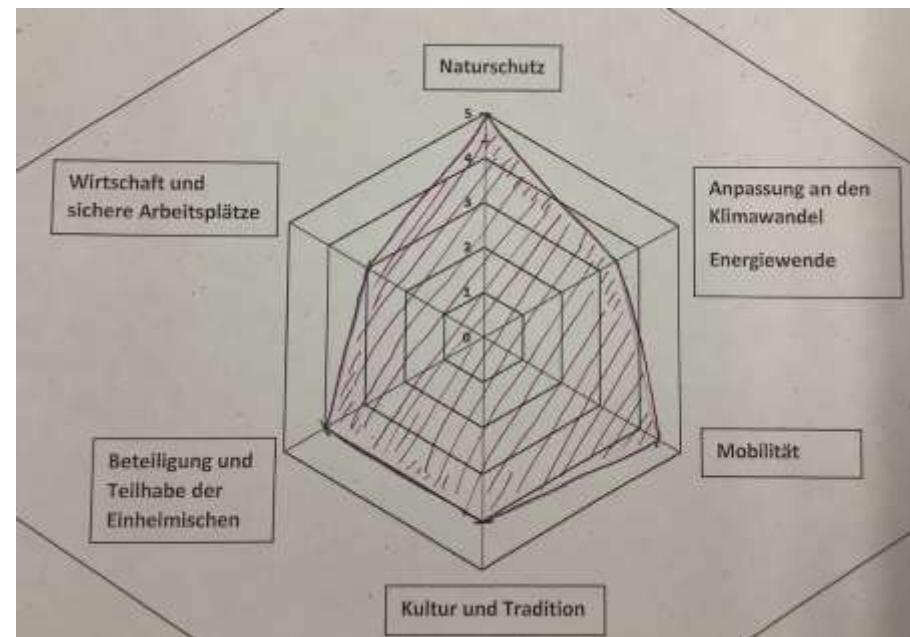 Naturschutz
5
4
3
2
1
0
Wirtschaft und
sichere Arbeitsplätze
Anpassung an den
Klimawandel
Energiewende
Beteiligung und
Teilhabe der
Einheimischen
Mobilität
Kultur und Tradition